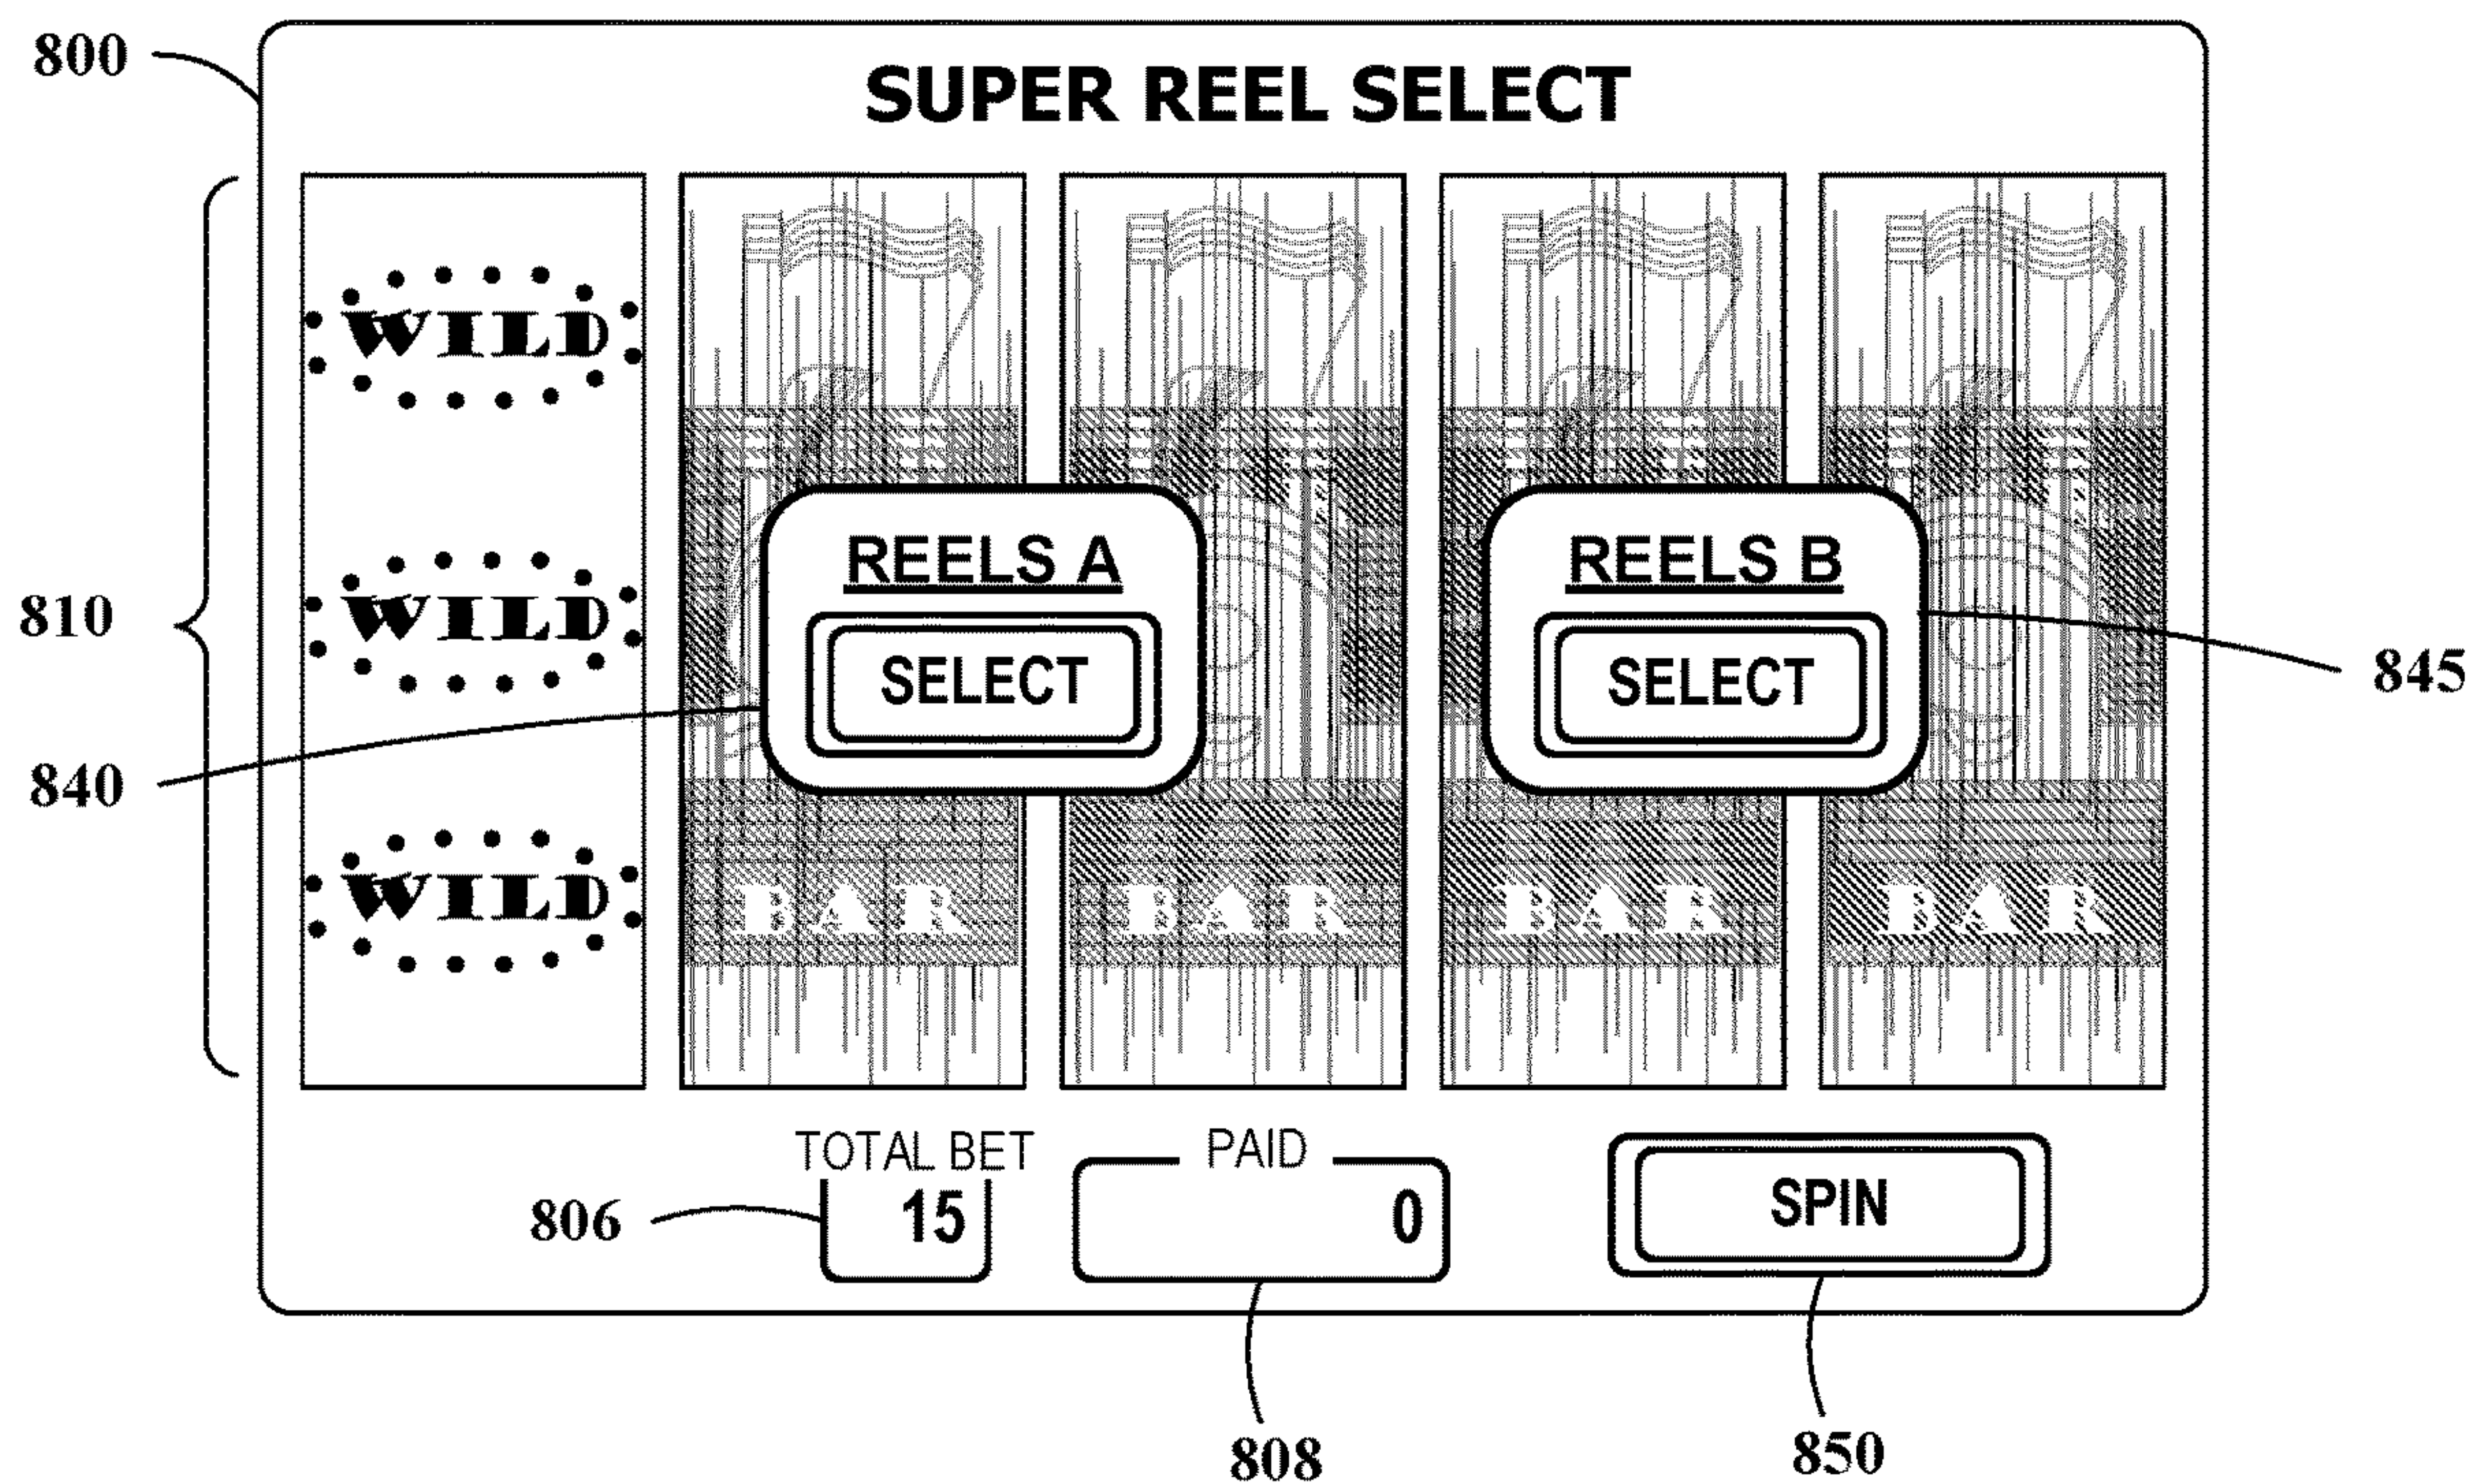 800
SUPER REEL SELECT
WILD
WILD
WILD
810
REELS A
SELECT
REELS B
SELECT
845
840
BAR BAR BAR BAR
TOTAL BET
15
PAID
0
SPIN
806
808
850